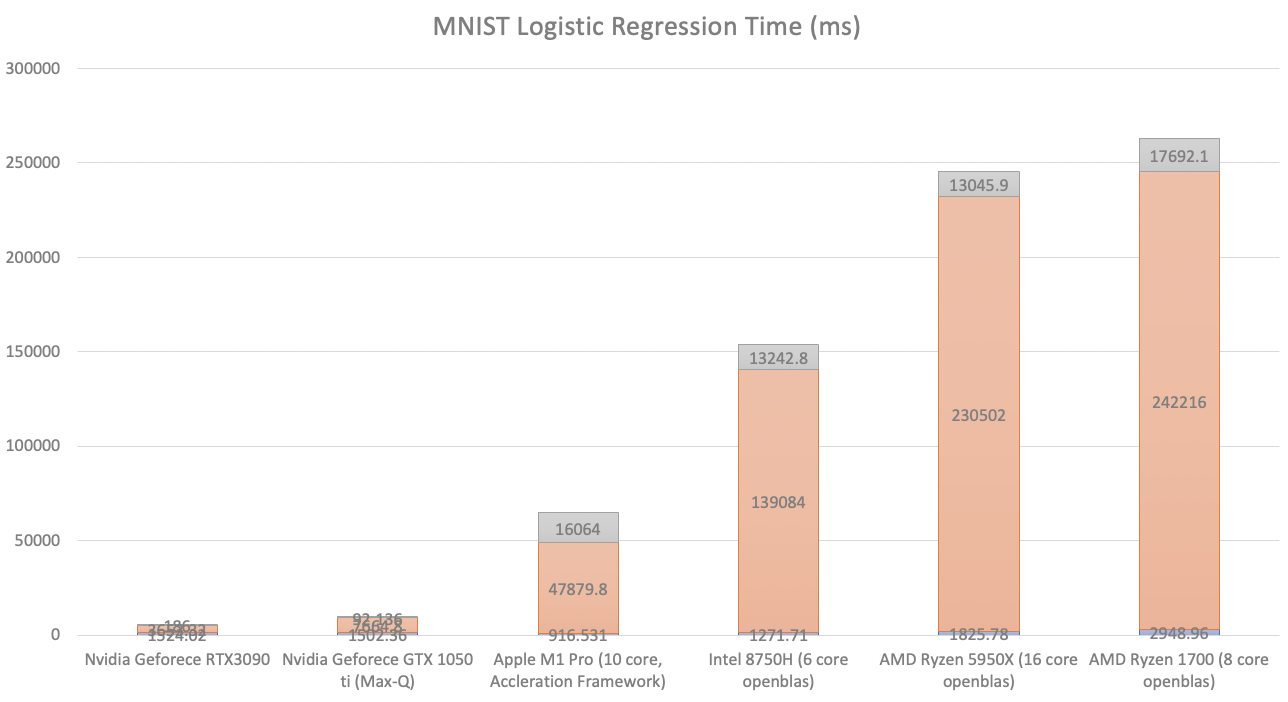 MNIST Logistic Regression Time (ms)
300000
250000
200000
150000
100000
50000
0
17692.1
13045.9
13242.8
242216
230502
139084
16064
47879.8
92.136
7664.8
186
1524.02
1502.36
916.531
1271.71
1825.78
2948.96
Nvidia Geforece RTX3090
Nvidia Geforece GTX 1050
ti (Max-Q)
Apple M1 Pro (10 core,
Accleration Framework)
Intel 8750H (6 core
openblas)
AMD Ryzen 5950X (16 core
openblas)
AMD Ryzen 1700 (8 core
openblas)